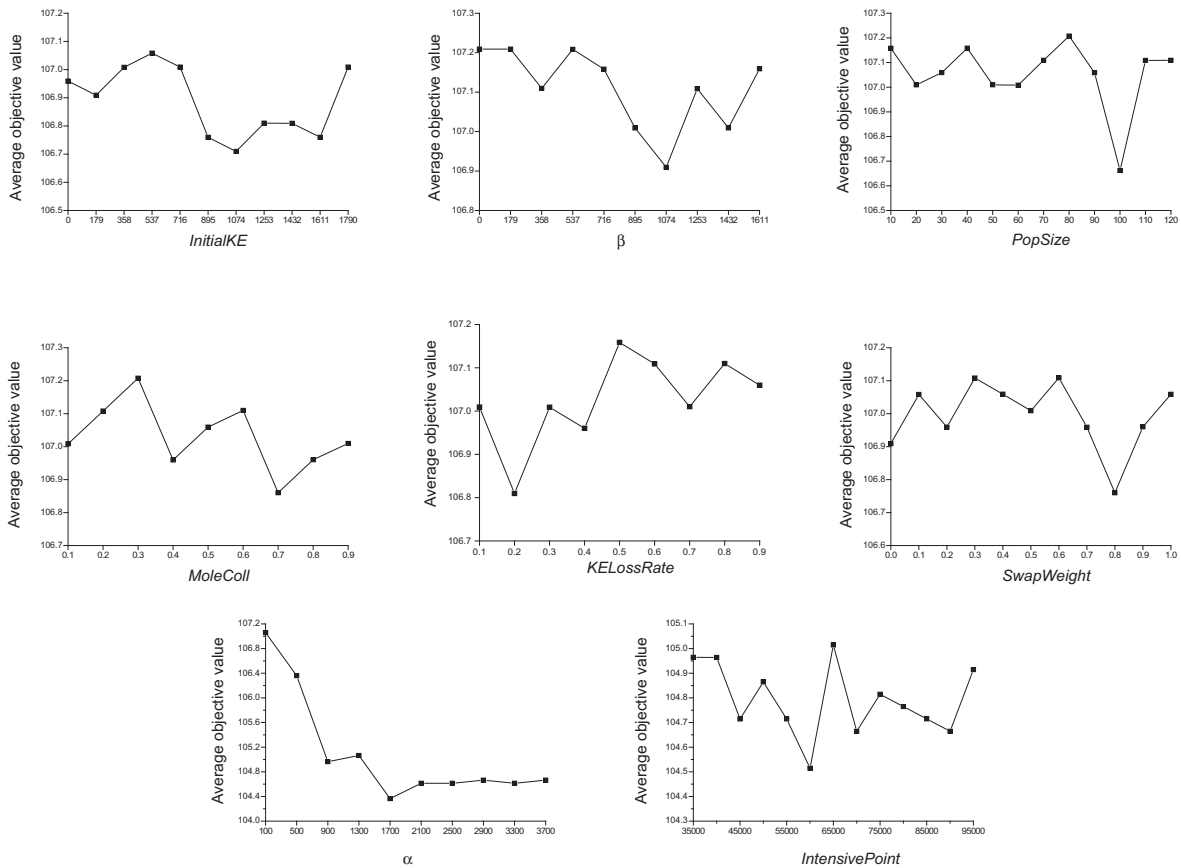 Average objective value
107.2
107.1
107.0
106.9
106.8
106.7
106.6
106.5
0 179 358 537 716 895 1074 1253 1432 1611 1790
InitialKE
Average objective value
107.3
107.2
107.1
107.0
106.9
106.8
0 179 358 537 716 895 1074 1253 1432 1611
β
Average objective value
107.3
107.2
107.1
107.0
106.9
106.8
106.7
106.6
106.5
10 20 30 40 50 60 70 80 90 100 110 120
PopSize
Average objective value
107.3
107.2
107.1
107.0
106.9
106.8
106.7
0.1 0.2 0.3 0.4 0.5 0.6 0.7 0.8 0.9
MoleColl
Average objective value
107.2
107.1
107.0
106.9
106.8
106.7
0.1 0.2 0.3 0.4 0.5 0.6 0.7 0.8 0.9
KELossRate
Average objective value
107.2
107.1
107.0
106.9
106.8
106.7
106.6
0.0 0.1 0.2 0.3 0.4 0.5 0.6 0.7 0.8 0.9 1.0
SwapWeight
Average objective value
107.2
106.8
106.4
106.0
105.6
105.2
104.8
104.4
104.0
100 500 900 1300 1700 2100 2500 2900 3300 3700
α
Average objective value
105.1
105.0
104.9
104.8
104.7
104.6
104.5
104.4
104.3
35000 45000 55000 65000 75000 85000 95000
IntensivePoint